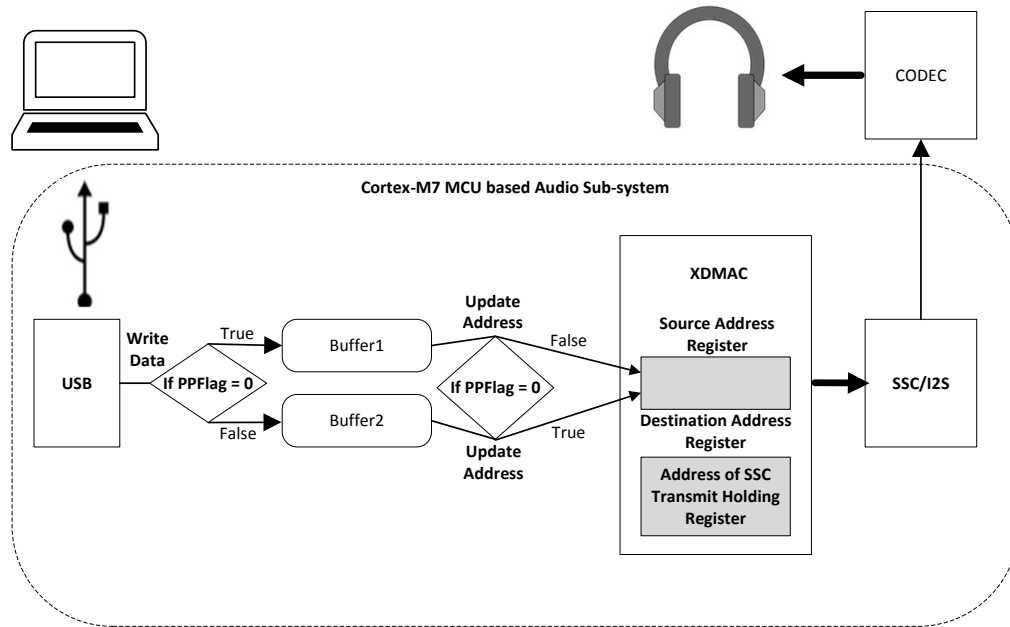 CODEC
Cortex-M7 MCU based Audio Sub-system
XDMAC
Update
Address
Write
Data
True
False
Source Address
Register
USB
If PPFlag = 0
Buffer1
If PPFlag = 0
SSC/I2S
Buffer2
False
True
Destination Address
Register
Update
Address
Address of SSC
Transmit Holding
Register